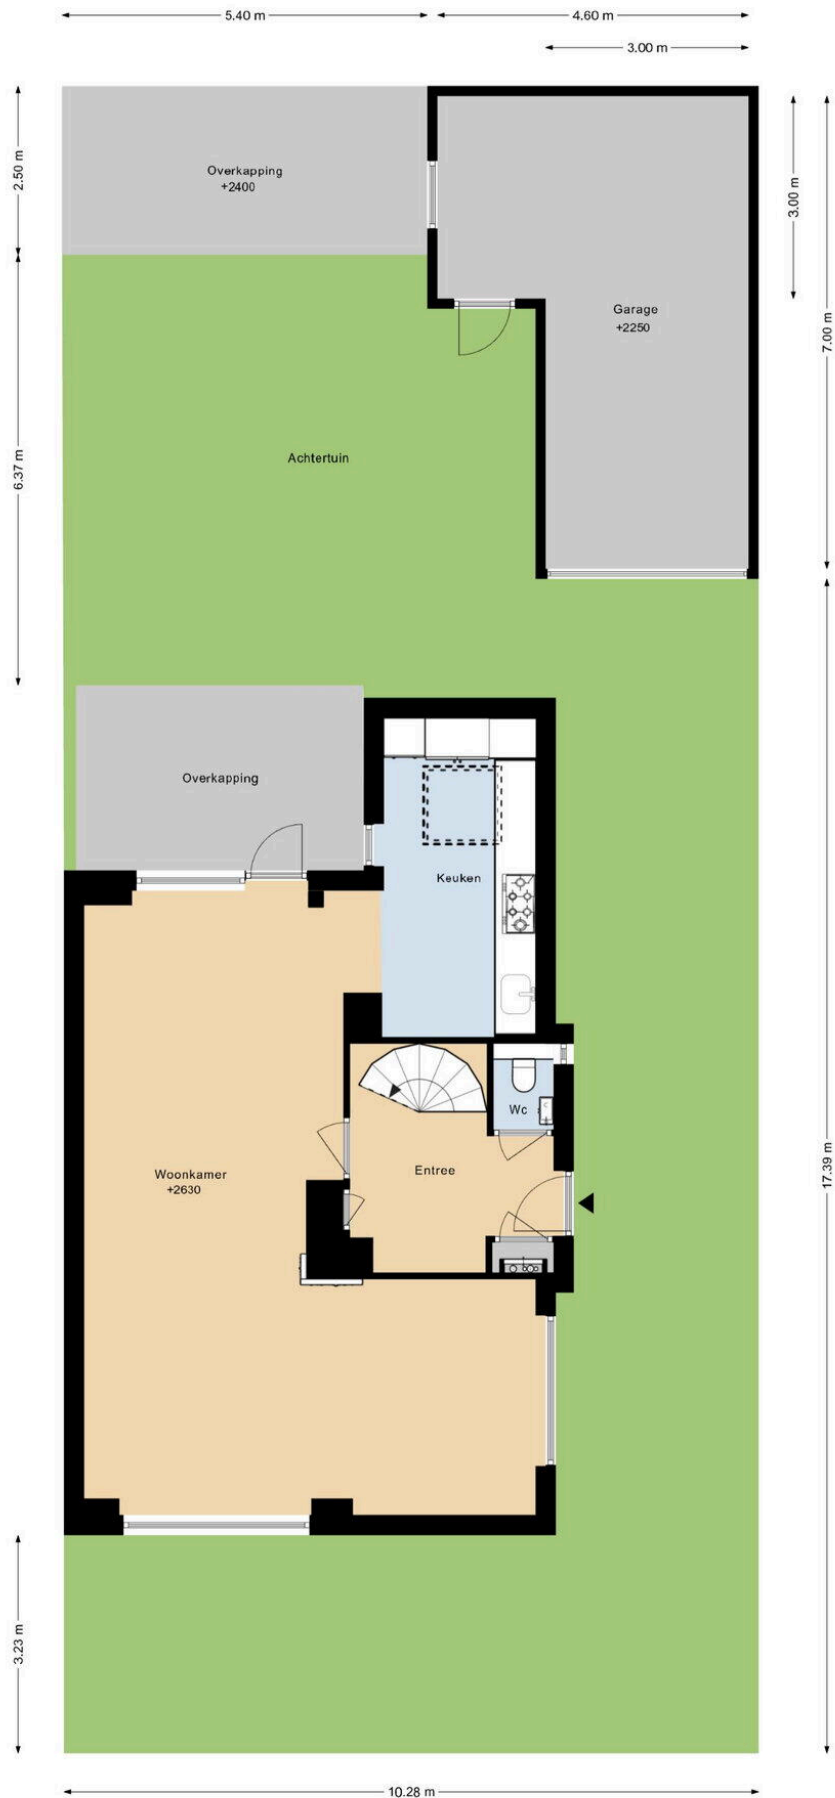 5.40 m
4.60 m
3.00 m
2.50 m
3.00 m
Overkapping
+2400
Garage
+2250
7.00 m
6.37 m
Achtertuin
Overkapping
Keuken
Wc
Entree
Woonkamer
+2630
17.39 m
3.23 m
10.28 m